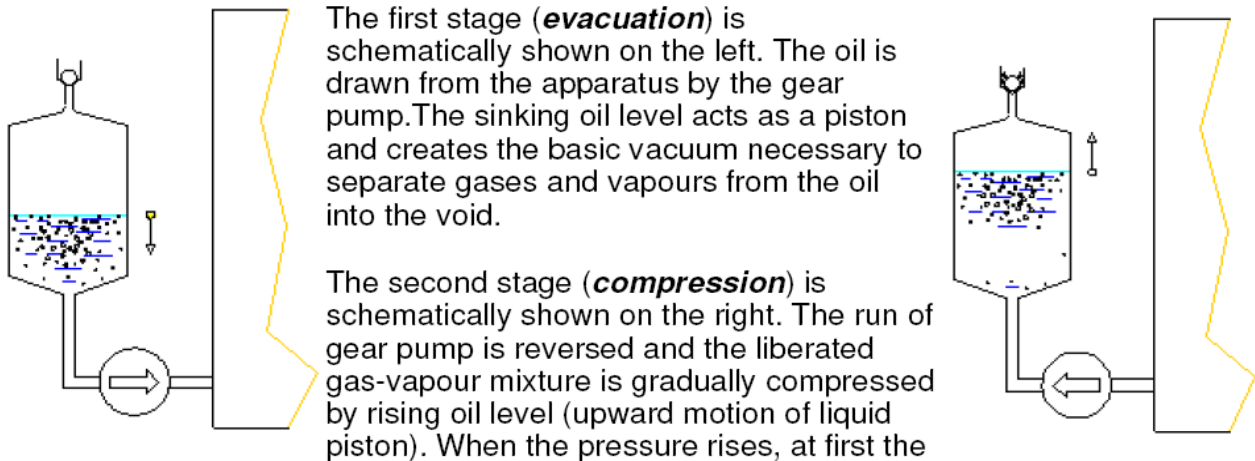 The first stage (evacuation) is
schematically shown on the left. The oil is
drawn from the apparatus by the gear
pump.The sinking oil level acts as a piston
and creates the basic vacuum necessary to
separate gases and vapours from the oil
into the void.
The second stage (compression) is
schematically shown on the right. The run of
gear pump is reversed and the liberated
gas-vapour mixture is gradually compressed
by rising oil level (upward motion of liquid
piston). When the pressure rises, at first the